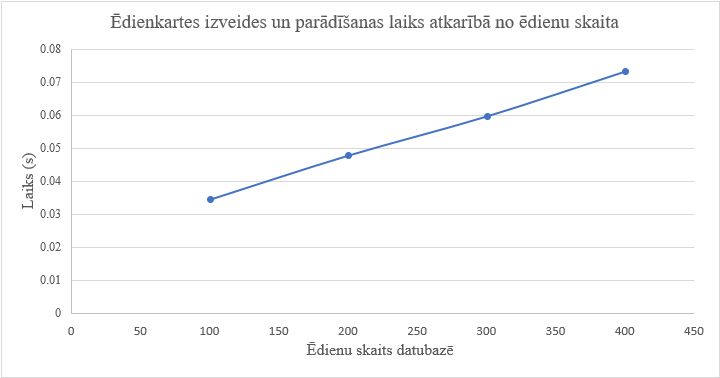 Ēdienkartes izveides un parādīšanas laiks atkarībā no ēdienu skaita
0.08
0.07
0.06
0.05
0.04
0.03
0.02
0.01
0
Laiks (s)
0 50 100 150 200 250 300 350 400 450
Ēdienu skaits datubazē